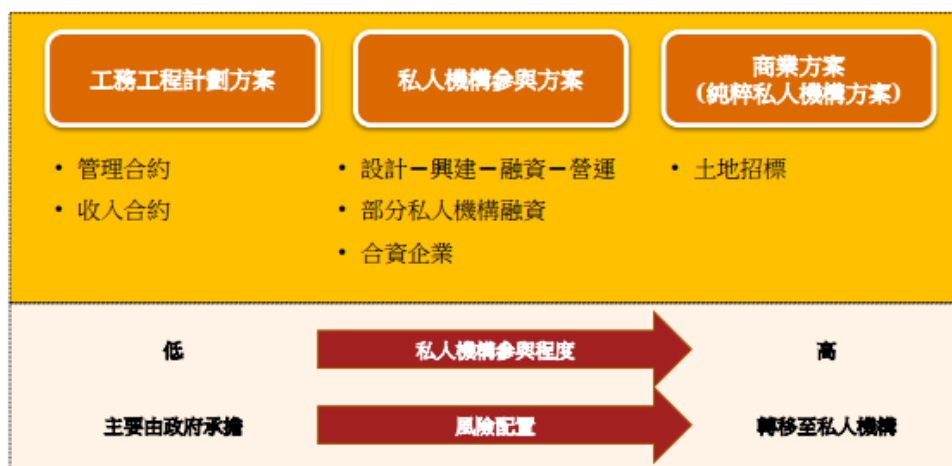 工務工程計劃方案
私人機構參與方案
商業方案
(純粹私人機構方案)
• 管理合約
• 收入合約
• 設計－興建－融資－營運
• 部分私人機構融資
• 合資企業
• 土地招標
低
私人機構參與程度
高
主要由政府承擔
風險配置
轉移至私人機構